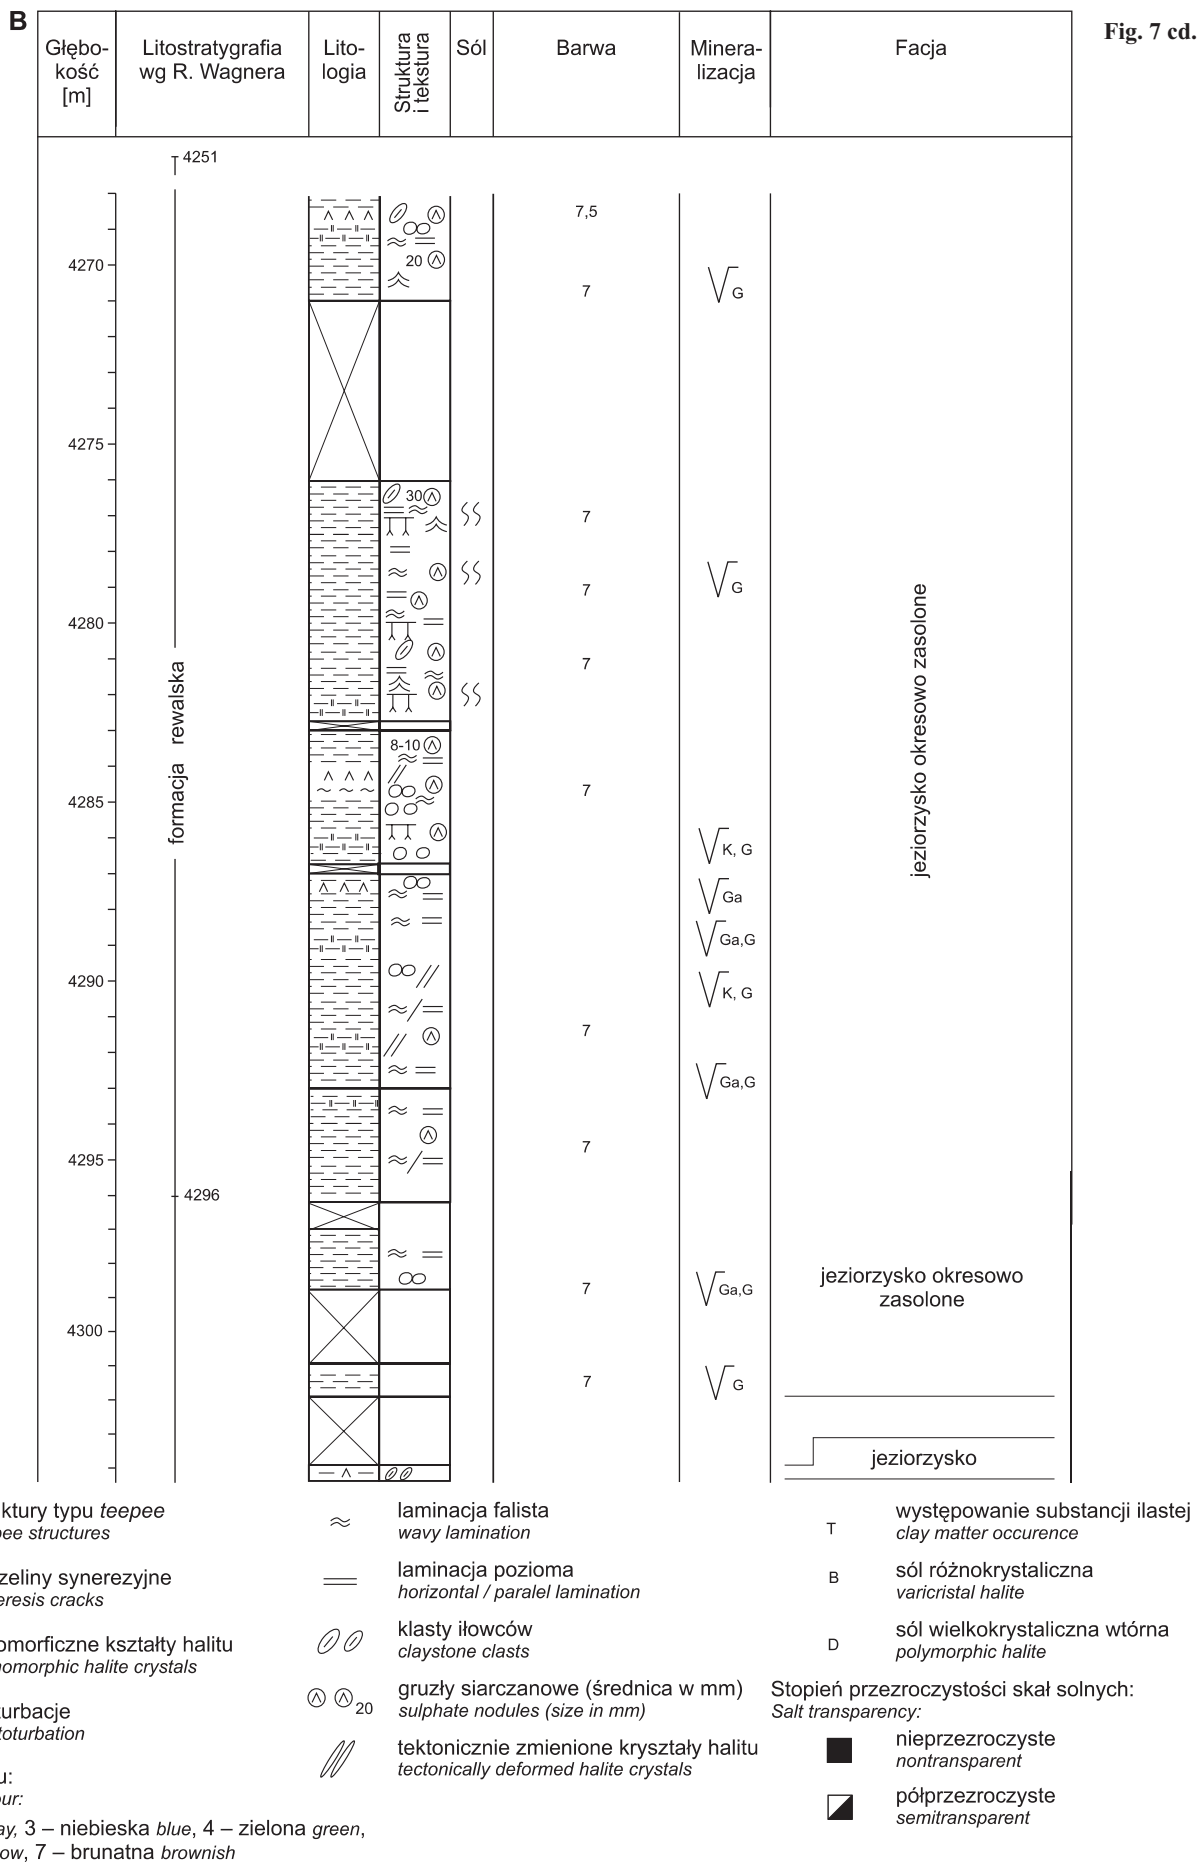 B
Fig. 7 cd.
Głębo-
kość
[m]
Litostratygrafia
wg R. Wagnera
Lito-
logia
Struktura
i tekstura
Sól
Barwa
Minera-
lizacja
Facja
4251
7,5
20
4270
7
G
4275
30
7
7
G
4280
7
formacja rewalska
jeziorzysko okresowo zasolone
8-10
4285
7
K, G
Ga
Ga,G
4290
K, G
7
Ga,G
4295
7
4296
7
Ga,G
jeziorzysko okresowo
zasolone
4300
7
G
jeziorzysko
ktury typu teepee
pee structures
zeliny synerezyjne
eresis cracks
omorficzne kształty halitu
homorphic halite crystals
turbacje
toturbation
u:
our:
ay, 3 – niebieska blue, 4 – zielona green,
ow, 7 – brunatna brownish
laminacja falista
wavy lamination
laminacja pozioma
horizontal / paralel lamination
klasty iłowców
claystone clasts
20
gruzły siarczanowe (średnica w mm)
sulphate nodules (size in mm)
tektonicznie zmienione kryształy halitu
tectonically deformed halite crystals
T
występowanie substancji ilastej
clay matter occurence
B
sól różnokrystaliczna
varicristal halite
D
sól wielkokrystaliczna wtórna
polymorphic halite
Stopień przezroczystości skał solnych:
Salt transparency:
nieprzezroczyste
nontransparent
półprzezroczyste
semitransparent